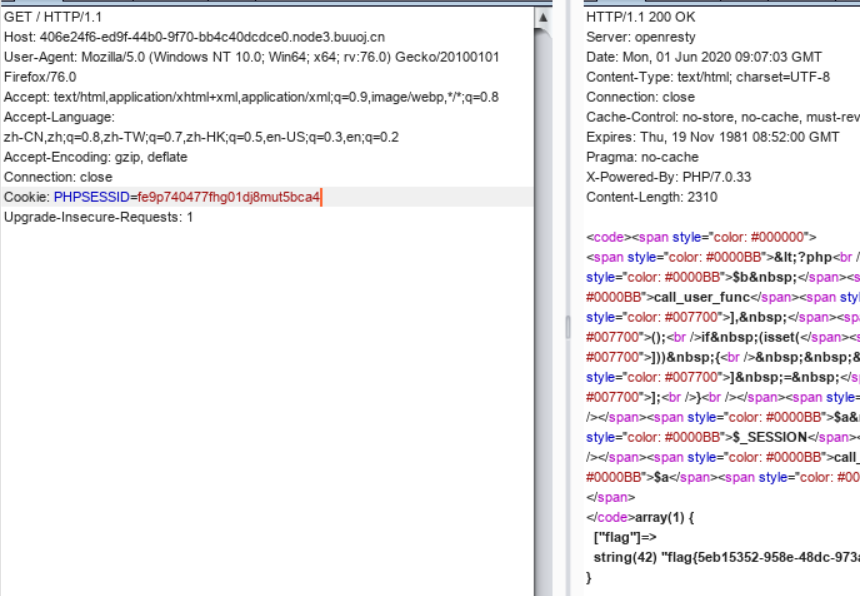 GET / HTTP/1.1
Host: 406e24f6-ed9f-44b0-9f70-bb4c40dcdce0.node3.buuoj.cn
User-Agent: Mozilla/5.0 (Windows NT 10.0; Win64; x64; rv:76.0) Gecko/20100101
Firefox/76.0
Accept: text/html,application/xhtml+xml,application/xml;q=0.9,image/webp,*/*;q=0.8
Accept-Language:
zh-CN,zh;q=0.8,zh-TW;q=0.7,zh-HK;q=0.5,en-US;q=0.3,en;q=0.2
Accept-Encoding: gzip, deflate
Connection: close
Cookie: PHPSESSID=fe9p740477fhg01dj8mut5bca4
Upgrade-Insecure-Requests: 1
HTTP/1.1 200 OK
Server: openresty
Date: Mon, 01 Jun 2020 09:07:03 GMT
Content-Type: text/html; charset=UTF-8
Connection: close
Cache-Control: no-store, no-cache, must-rev
Expires: Thu, 19 Nov 1981 08:52:00 GMT
Pragma: no-cache
X-Powered-By: PHP/7.0.33
Content-Length: 2310
<code><span style="color: #000000">
<span style="color: #0000BB">&lt;?php<br /
style="color: #0000BB">$b&nbsp;</span><s
#0000BB">call_user_func</span><span styl
style="color: #007700">],&nbsp;</span><spa
#007700">();<br />if&nbsp;(isset(</span><s
#007700">]))&nbsp;{<br />&nbsp;&nbsp;&
style="color: #007700">]&nbsp;=&nbsp;</sp
#007700">];<br />}<br /></span><span style=
/></span><span style="color: #0000BB">$a&n
style="color: #0000BB">$_SESSION</span><
/></span><span style="color: #0000BB">call_
#0000BB">$a</span><span style="color: #00
</span>
</code>array(1) {
["flag"]=>
string(42) "flag{5eb15352-958e-48dc-973a
}